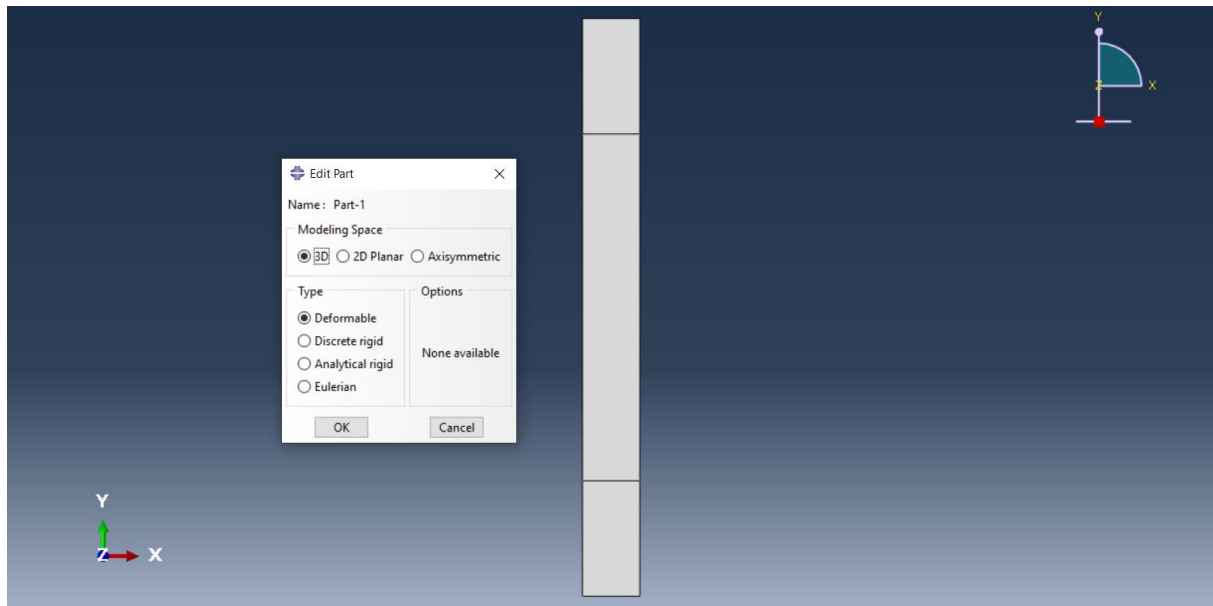 Y
Z X
Edit Part
Name: Part-1
Modeling Space
3D 2D Planar Axisymmetric
Type Options
Deformable
Discrete rigid
None available
Analytical rigid
Eulerian
OK Cancel
Y
Z X